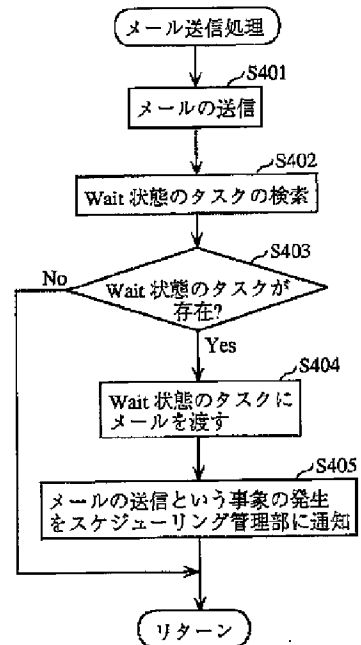 メール送信処理
S401
メールの送信
S402
Wait 状態のタスクの検索
S403
Wait 状態のタスクが
存在?
No
Yes
S404
Wait 状態のタスクに
メールを渡す
S405
メールの送信という事象の発生
をスケジューリング管理部に通知
リターン